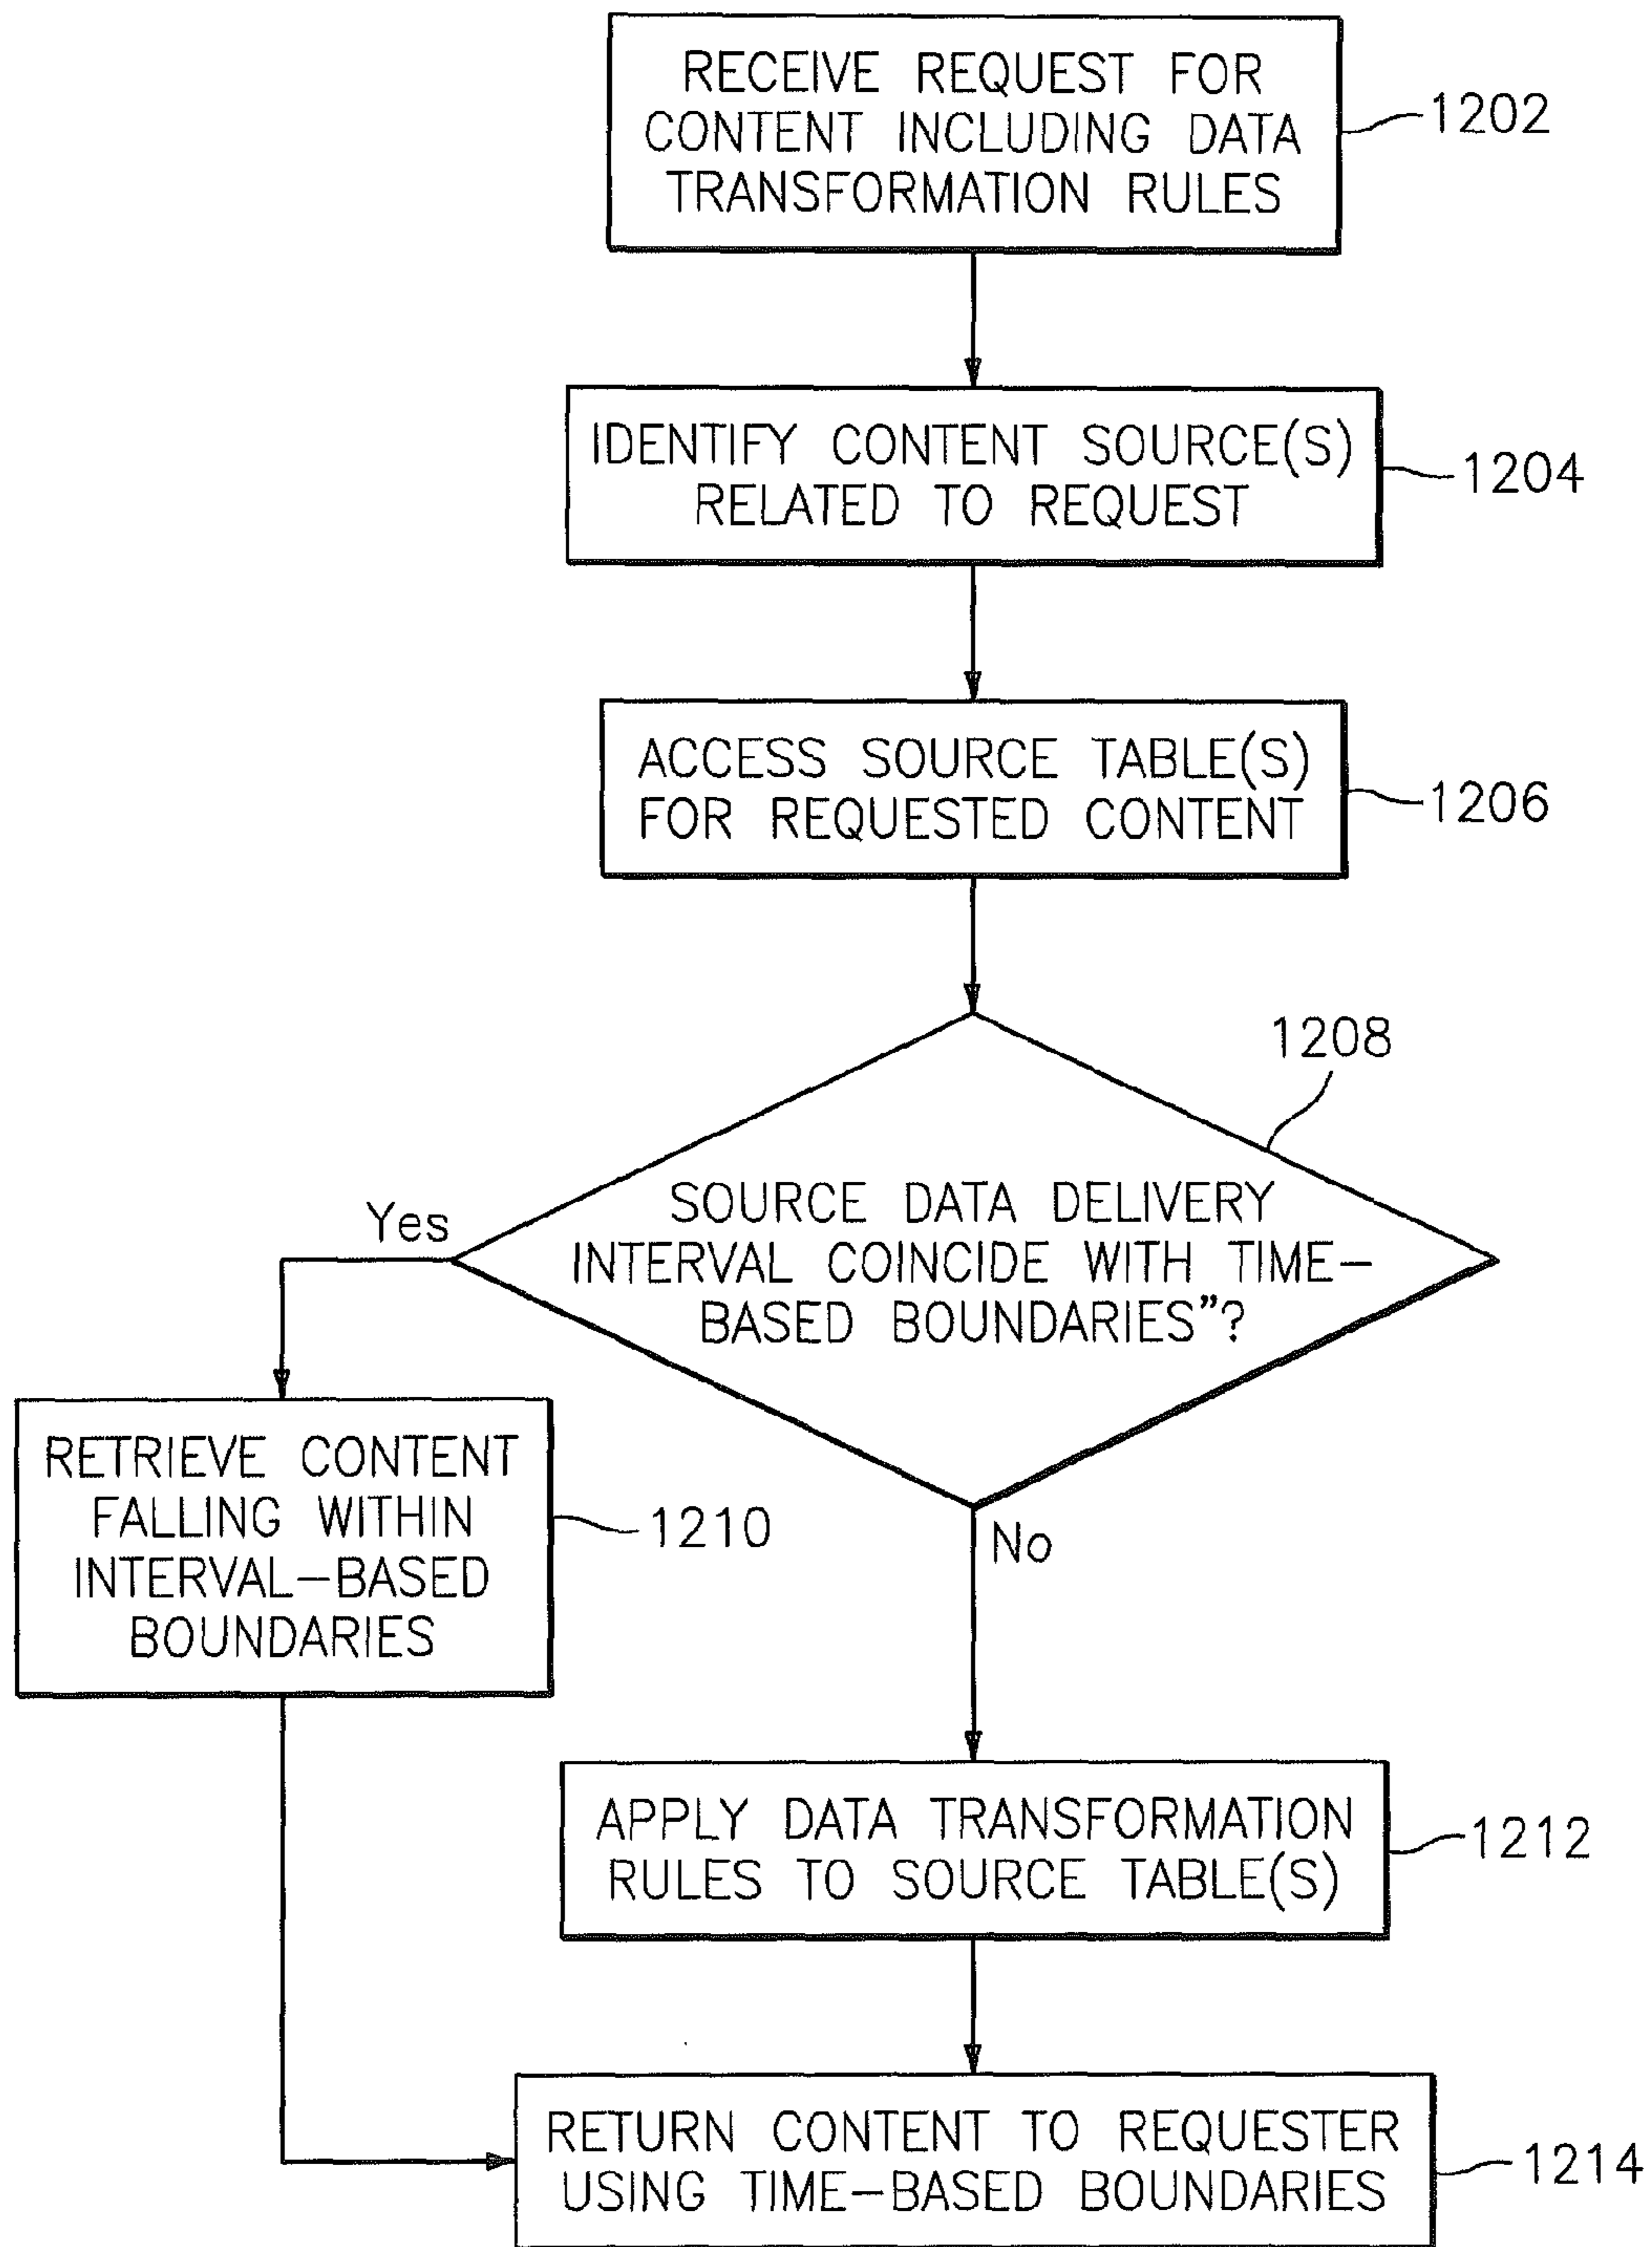 RECEIVE REQUEST FOR
CONTENT INCLUDING DATA
TRANSFORMATION RULES
1202
IDENTIFY CONTENT SOURCE(S)
RELATED TO REQUEST
1204
ACCESS SOURCE TABLE(S)
FOR REQUESTED CONTENT
1206
1208
SOURCE DATA DELIVERY
INTERVAL COINCIDE WITH TIME-
BASED BOUNDARIES"?
Yes
No
RETRIEVE CONTENT
FALLING WITHIN
INTERVAL-BASED
BOUNDARIES
1210
APPLY DATA TRANSFORMATION
RULES TO SOURCE TABLE(S)
1212
RETURN CONTENT TO REQUESTER
USING TIME-BASED BOUNDARIES
1214